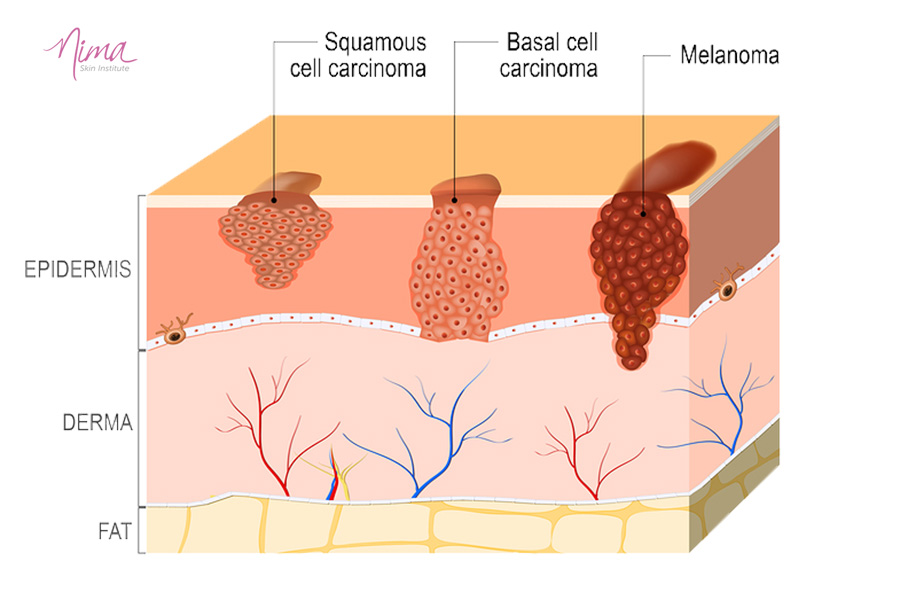 Nima
Skin Institute
Squamous
cell carcinoma
Basal cell
carcinoma
Melanoma
EPIDERMIS
DERMA
FAT